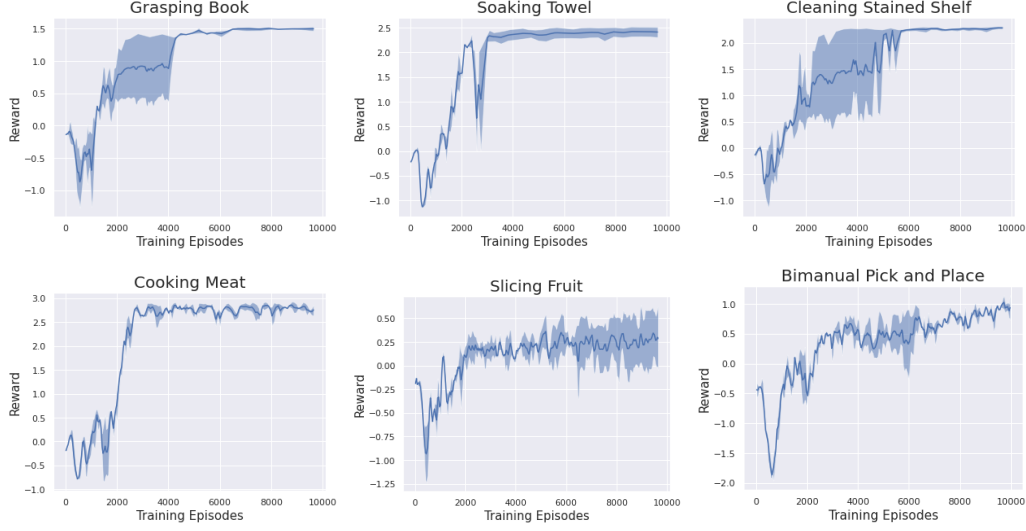 Grasping Book
1.5
1.0
0.5
0.0
−0.5
−1.0
Reward
0 2000 4000 6000 8000 10000
Training Episodes
Soaking Towel
2.5
2.0
1.5
1.0
0.5
0.0
−0.5
−1.0
Reward
0 2000 4000 6000 8000 10000
Training Episodes
Cleaning Stained Shelf
2.0
1.5
1.0
0.5
0.0
−0.5
−1.0
Reward
0 2000 4000 6000 8000 10000
Training Episodes
Cooking Meat
3.0
2.5
2.0
1.5
1.0
0.5
0.0
−0.5
−1.0
Reward
0 2000 4000 6000 8000 10000
Training Episodes
Slicing Fruit
0.50
0.25
0.00
−0.25
−0.50
−0.75
−1.00
−1.25
Reward
0 2000 4000 6000 8000 10000
Training Episodes
Bimanual Pick and Place
1.0
0.5
0.0
−0.5
−1.0
−1.5
−2.0
Reward
0 2000 4000 6000 8000 10000
Training Episodes